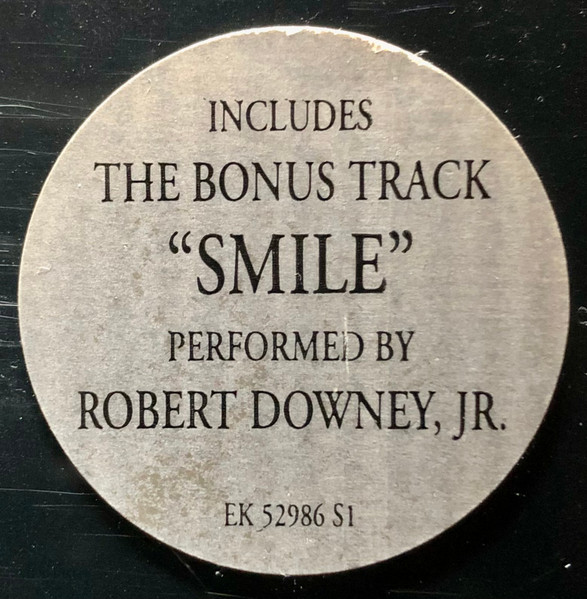 INCLUDES
THE BONUS TRACK
“SMILE”
PERFORMED BY
ROBERT DOWNEY, JR.
EK 52986 S1